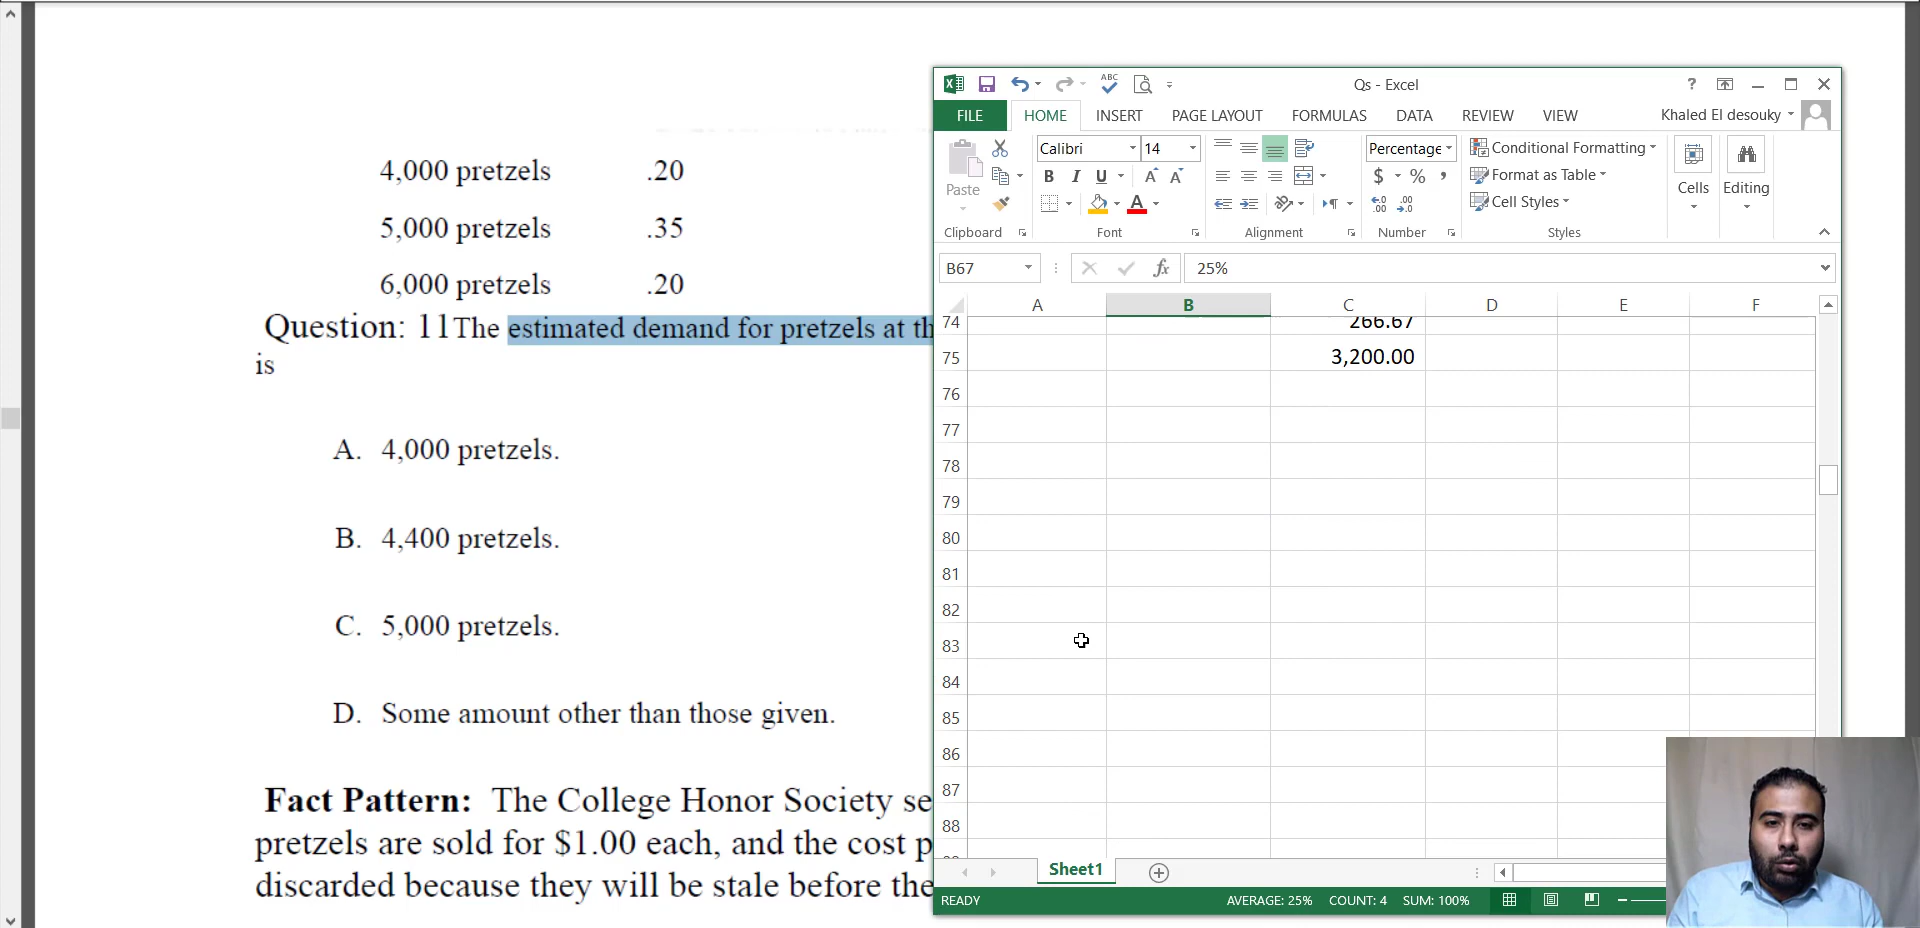 4,000 pretzels .20
5,000 pretzels .35
6,000 pretzels .20
Question: 11 The estimated demand for pretzels at th
is
A. 4,000 pretzels.
B. 4,400 pretzels.
C. 5,000 pretzels.
D. Some amount other than those given.
Fact Pattern: The College Honor Society se
pretzels are sold for $1.00 each, and the cost p
discarded because they will be stale before the
Qs - Excel
?
FILE HOME INSERT PAGE LAYOUT FORMULAS DATA REVIEW VIEW Khaled El desouky
Paste
Calibri 14
B I U A A
A
Percentage
$ % ,
Conditional Formatting
Format as Table
Cell Styles
Cells
Editing
Clipboard Font Alignment Number Styles
B67 fx 25%
A B C D E F
74 266.67
75 3,200.00
76
77
78
79
80
81
82
83
84
85
86
87
88
Sheet1
READY AVERAGE: 25% COUNT: 4 SUM: 100%